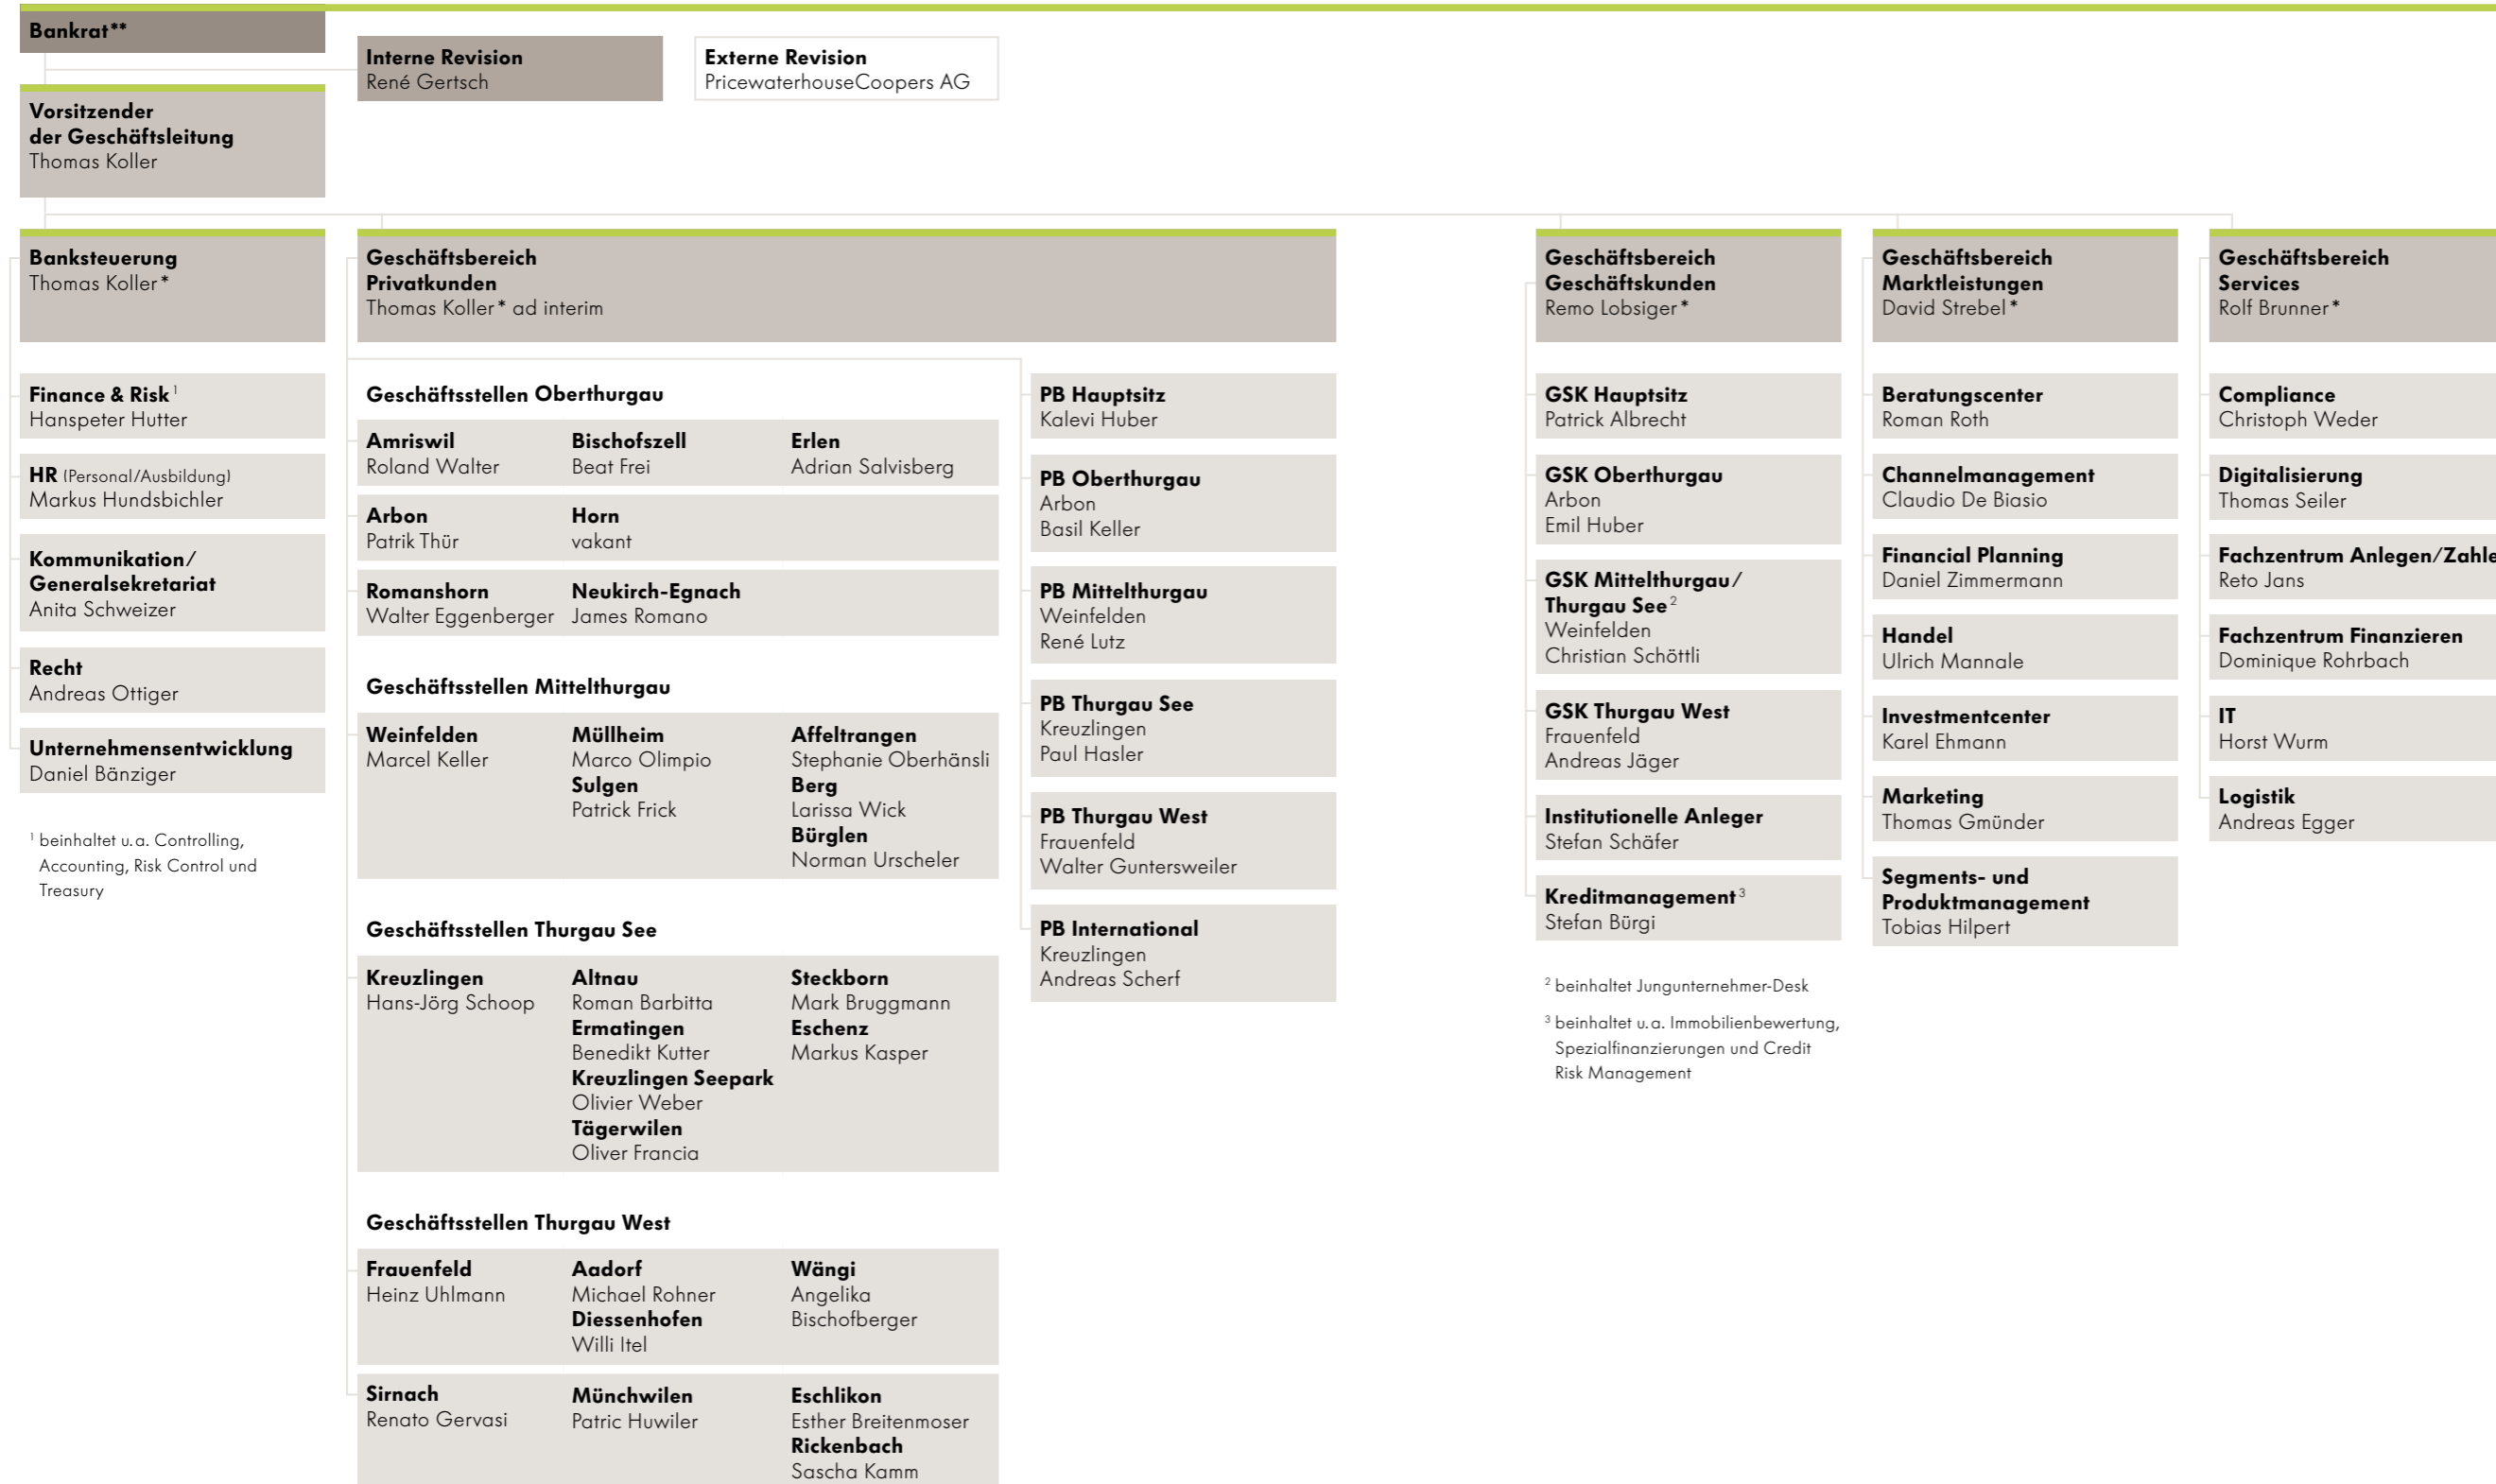 Bankrat**
Interne Revision
René Gertsch
Externe Revision
PricewaterhouseCoopers AG
Vorsitzender
der Geschäftsleitung
Thomas Koller
Banksteuerung
Thomas Koller*
Finance & Risk¹
Hanspeter Hutter
HR (Personal/Ausbildung)
Markus Hundsbichler
Kommunikation/
Generalsekretariat
Anita Schweizer
Recht
Andreas Ottiger
Unternehmensentwicklung
Daniel Bänziger
¹ beinhaltet u.a. Controlling,
Accounting, Risk Control und
Treasury
Geschäftsbereich
Privatkunden
Thomas Koller* ad interim
Geschäftsstellen Oberthurgau
Amriswil
Roland Walter
Bischofszell
Beat Frei
Erlen
Adrian Salvisberg
Arbon
Patrik Thür
Horn
vakant
Romanshorn
Walter Eggenberger
Neukirch-Egnach
James Romano
Geschäftsstellen Mittelthurgau
Weinfelden
Marcel Keller
Müllheim
Marco Olimpio
Sulgen
Patrick Frick
Affeltrangen
Stephanie Oberhänsli
Berg
Larissa Wick
Bürglen
Norman Urscheler
Geschäftsstellen Thurgau See
Kreuzlingen
Hans-Jörg Schoop
Altnau
Roman Barbitta
Ermatingen
Benedikt Kutter
Kreuzlingen Seepark
Olivier Weber
Tägerwilen
Oliver Francia
Steckborn
Mark Bruggmann
Eschenz
Markus Kasper
Geschäftsstellen Thurgau West
Frauenfeld
Heinz Uhlmann
Aadorf
Michael Rohner
Diessenhofen
Willi Itel
Wängi
Angelika
Bischofberger
Sirnach
Renato Gervasi
Münchwilen
Patric Huwiler
Eschlikon
Esther Breitenmoser
Rickenbach
Sascha Kamm
PB Hauptsitz
Kalevi Huber
PB Oberthurgau
Arbon
Basil Keller
PB Mittelthurgau
Weinfelden
René Lutz
PB Thurgau See
Kreuzlingen
Paul Hasler
PB Thurgau West
Frauenfeld
Walter Guntersweiler
PB International
Kreuzlingen
Andreas Scherf
Geschäftsbereich
Geschäftskunden
Remo Lobsiger*
GSK Hauptsitz
Patrick Albrecht
GSK Oberthurgau
Arbon
Emil Huber
GSK Mittelthurgau/
Thurgau See²
Weinfelden
Christian Schöttli
GSK Thurgau West
Frauenfeld
Andreas Jäger
Institutionelle Anleger
Stefan Schäfer
Kreditmanagement³
Stefan Bürgi
² beinhaltet Jungunternehmer-Desk
³ beinhaltet u.a. Immobilienbewertung,
Spezialfinanzierungen und Credit
Risk Management
Geschäftsbereich
Marktleistungen
David Strebel*
Beratungscenter
Roman Roth
Channelmanagement
Claudio De Biasio
Financial Planning
Daniel Zimmermann
Handel
Ulrich Mannale
Investmentcenter
Karel Ehmann
Marketing
Thomas Gmünder
Segments- und
Produktmanagement
Tobias Hilpert
Geschäftsbereich
Services
Rolf Brunner*
Compliance
Christoph Weder
Digitalisierung
Thomas Seiler
Fachzentrum Anlegen/Zahle
Reto Jans
Fachzentrum Finanzieren
Dominique Rohrbach
IT
Horst Wurm
Logistik
Andreas Egger